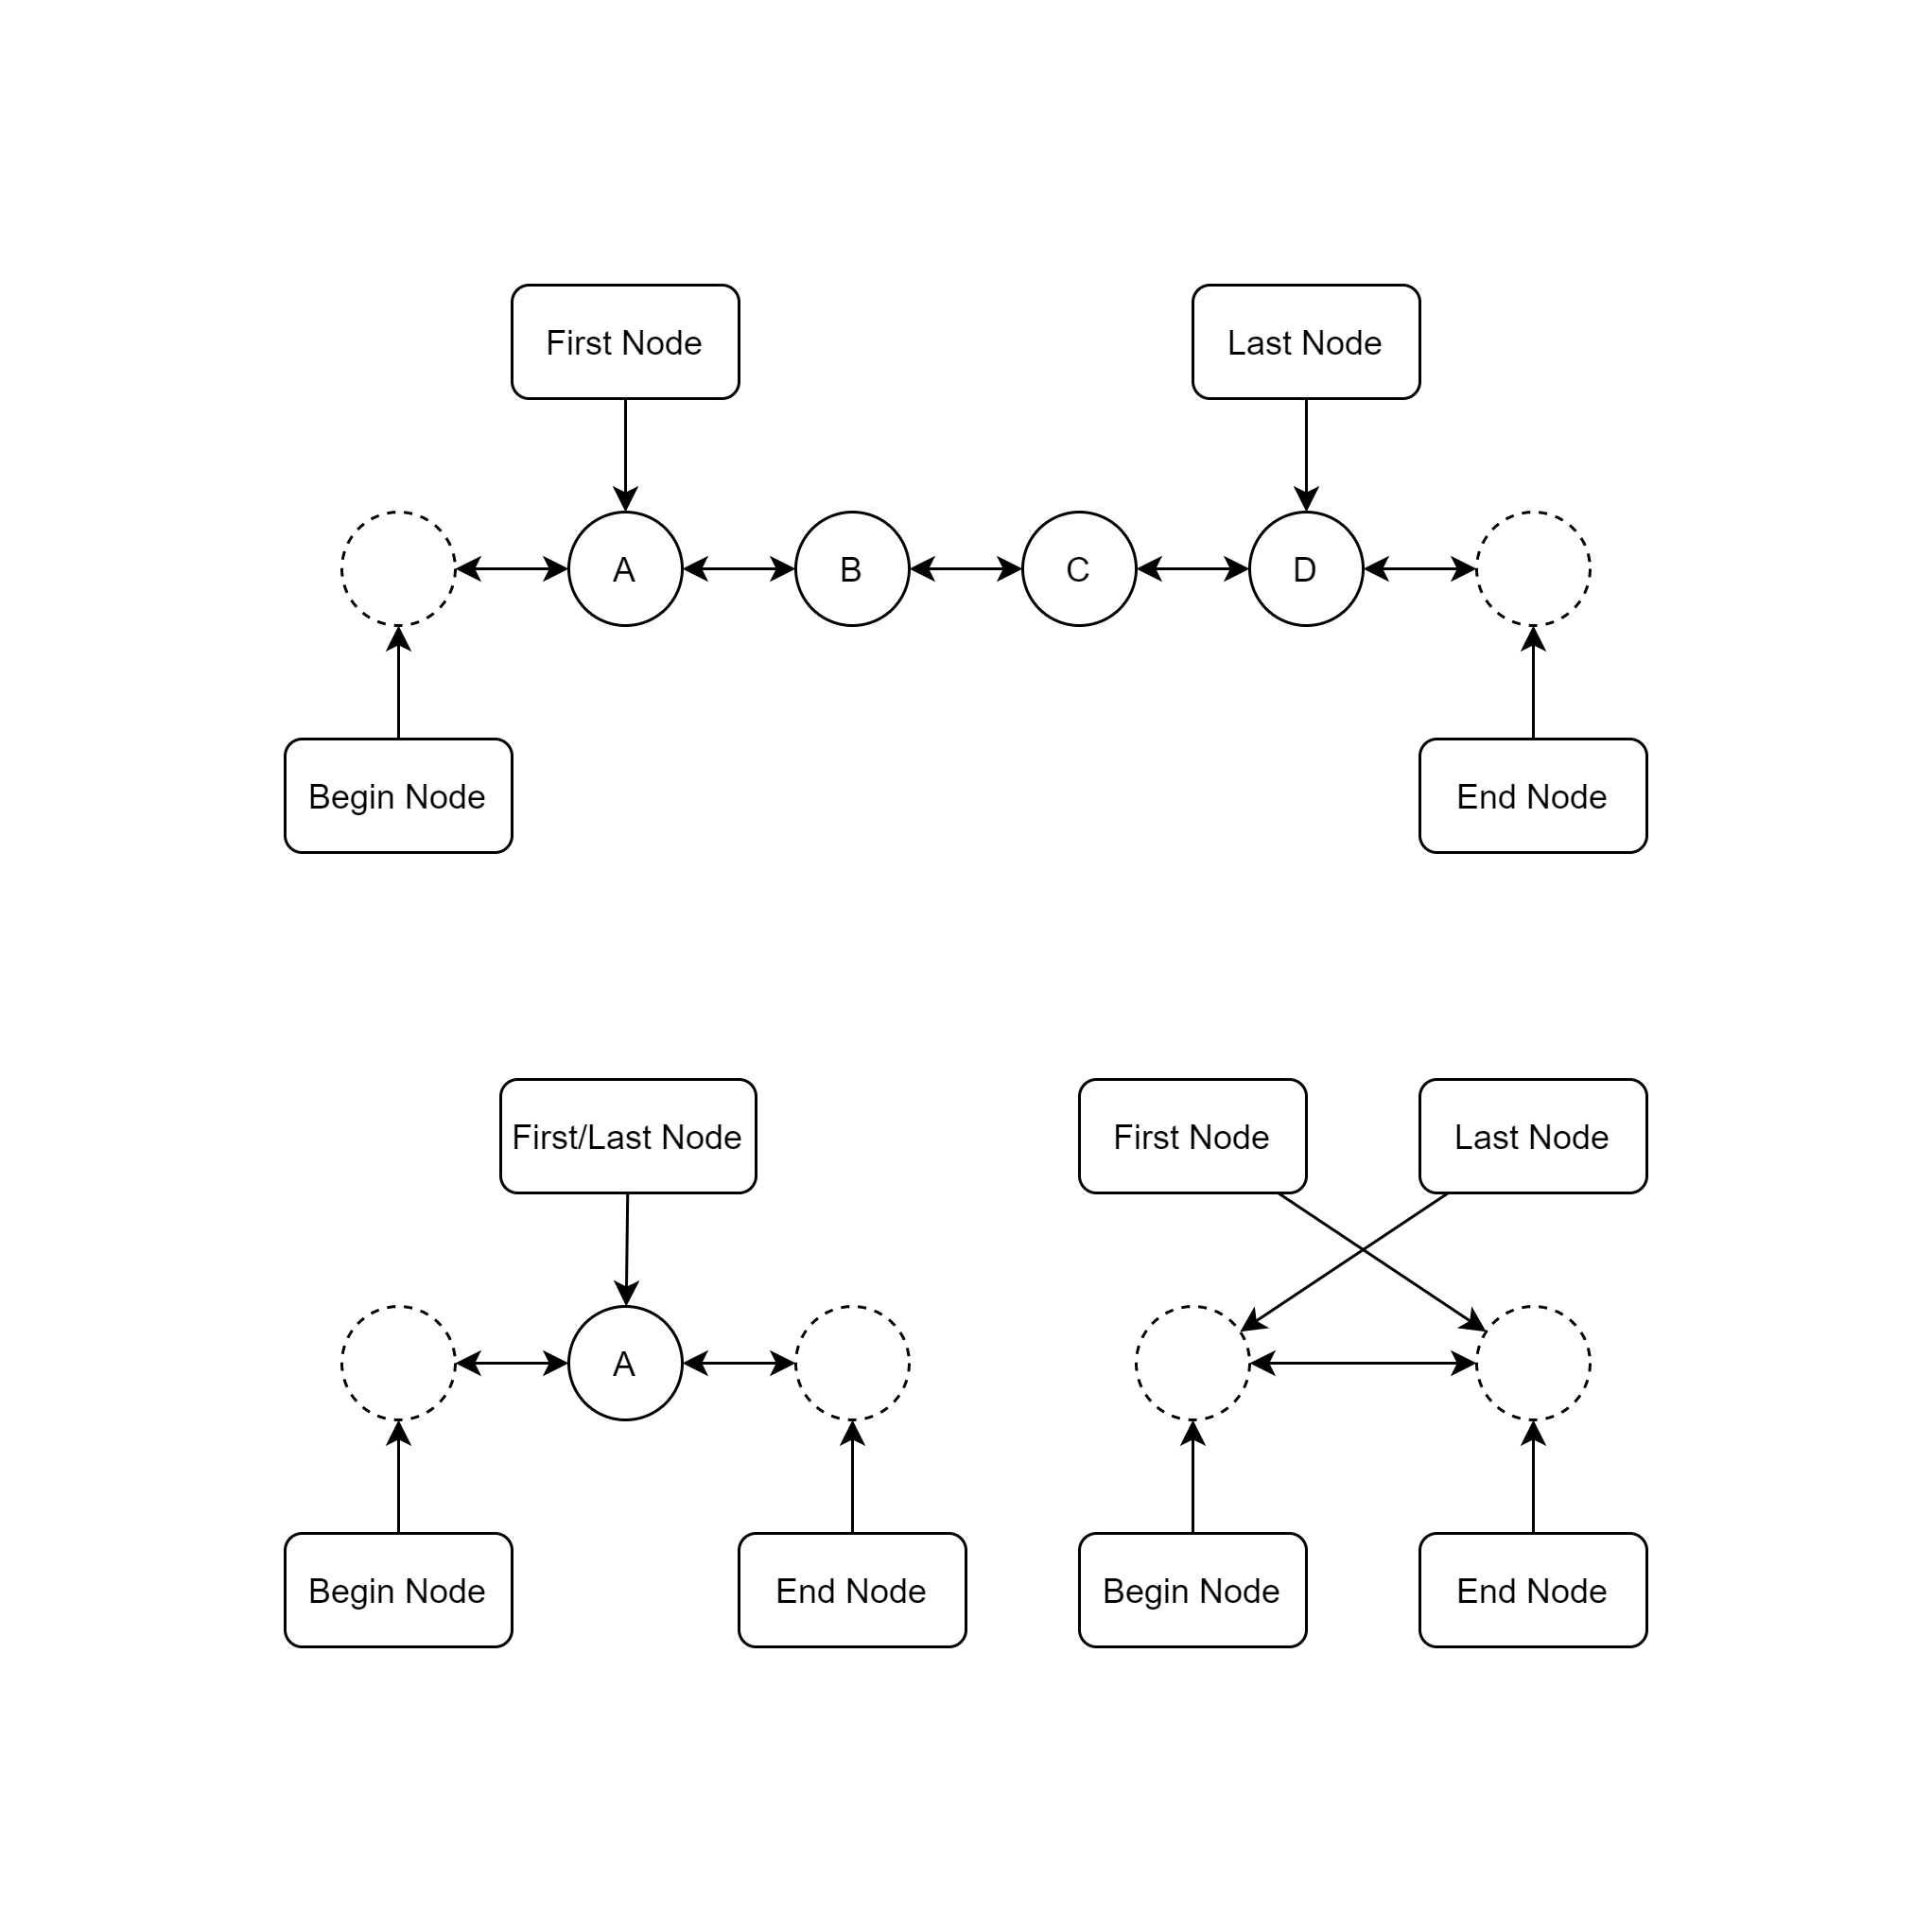 First Node
Last Node
A
B
C
D
Begin Node
End Node
First/Last Node
First Node
Last Node
A
Begin Node
End Node
Begin Node
End Node